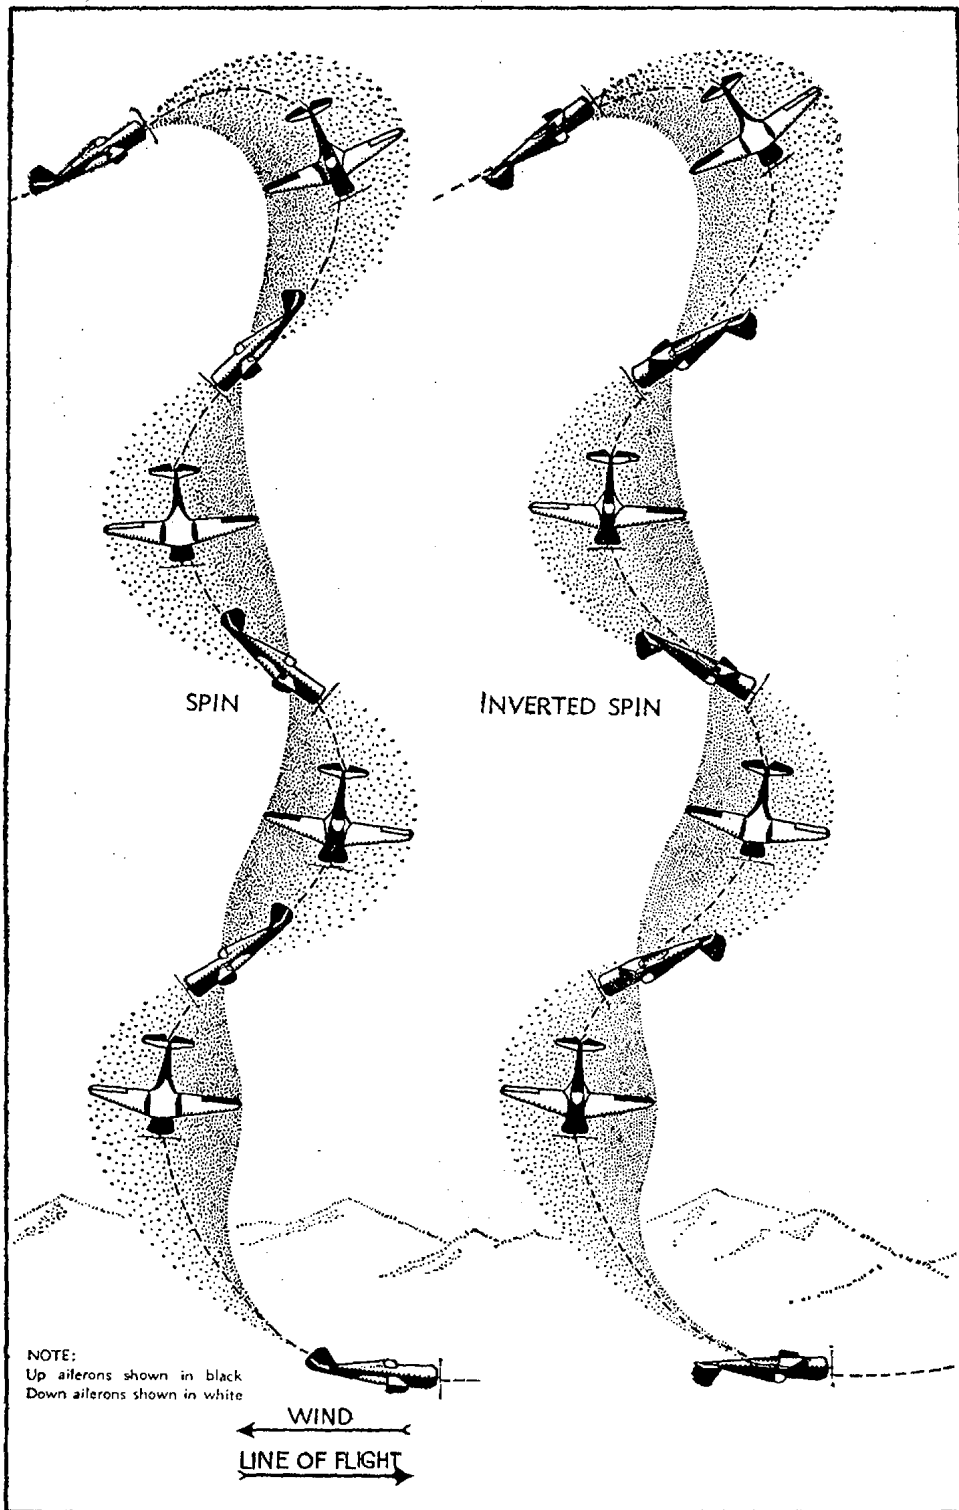 SPIN
INVERTED SPIN
NOTE:
Up ailerons shown in black
Down ailerons shown in white
WIND
LINE OF FLIGHT